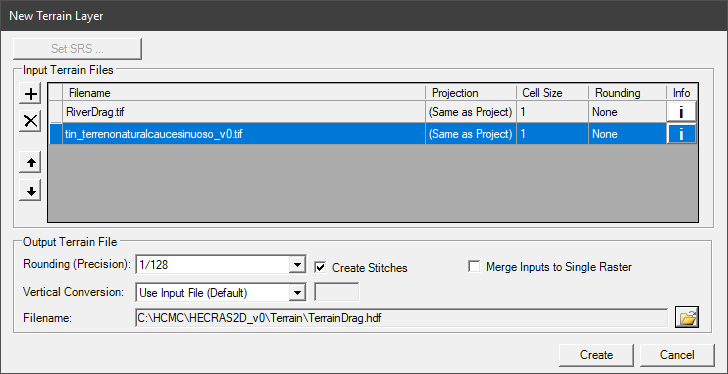 New Terrain Layer
Set SRS ...
Input Terrain Files
Filename Projection Cell Size Rounding Info
RiverDrag.tif (Same as Project) 1 None i
tin_terrenonaturalcaucesinuoso_v0.tif (Same as Project) 1 None i
Output Terrain File
Rounding (Precision): 1/128 Create Stitches Merge Inputs to Single Raster
Vertical Conversion: Use Input File (Default)
Filename: C:\HCMC\HECRAS2D_v0\Terrain\TerrainDrag.hdf
Create Cancel